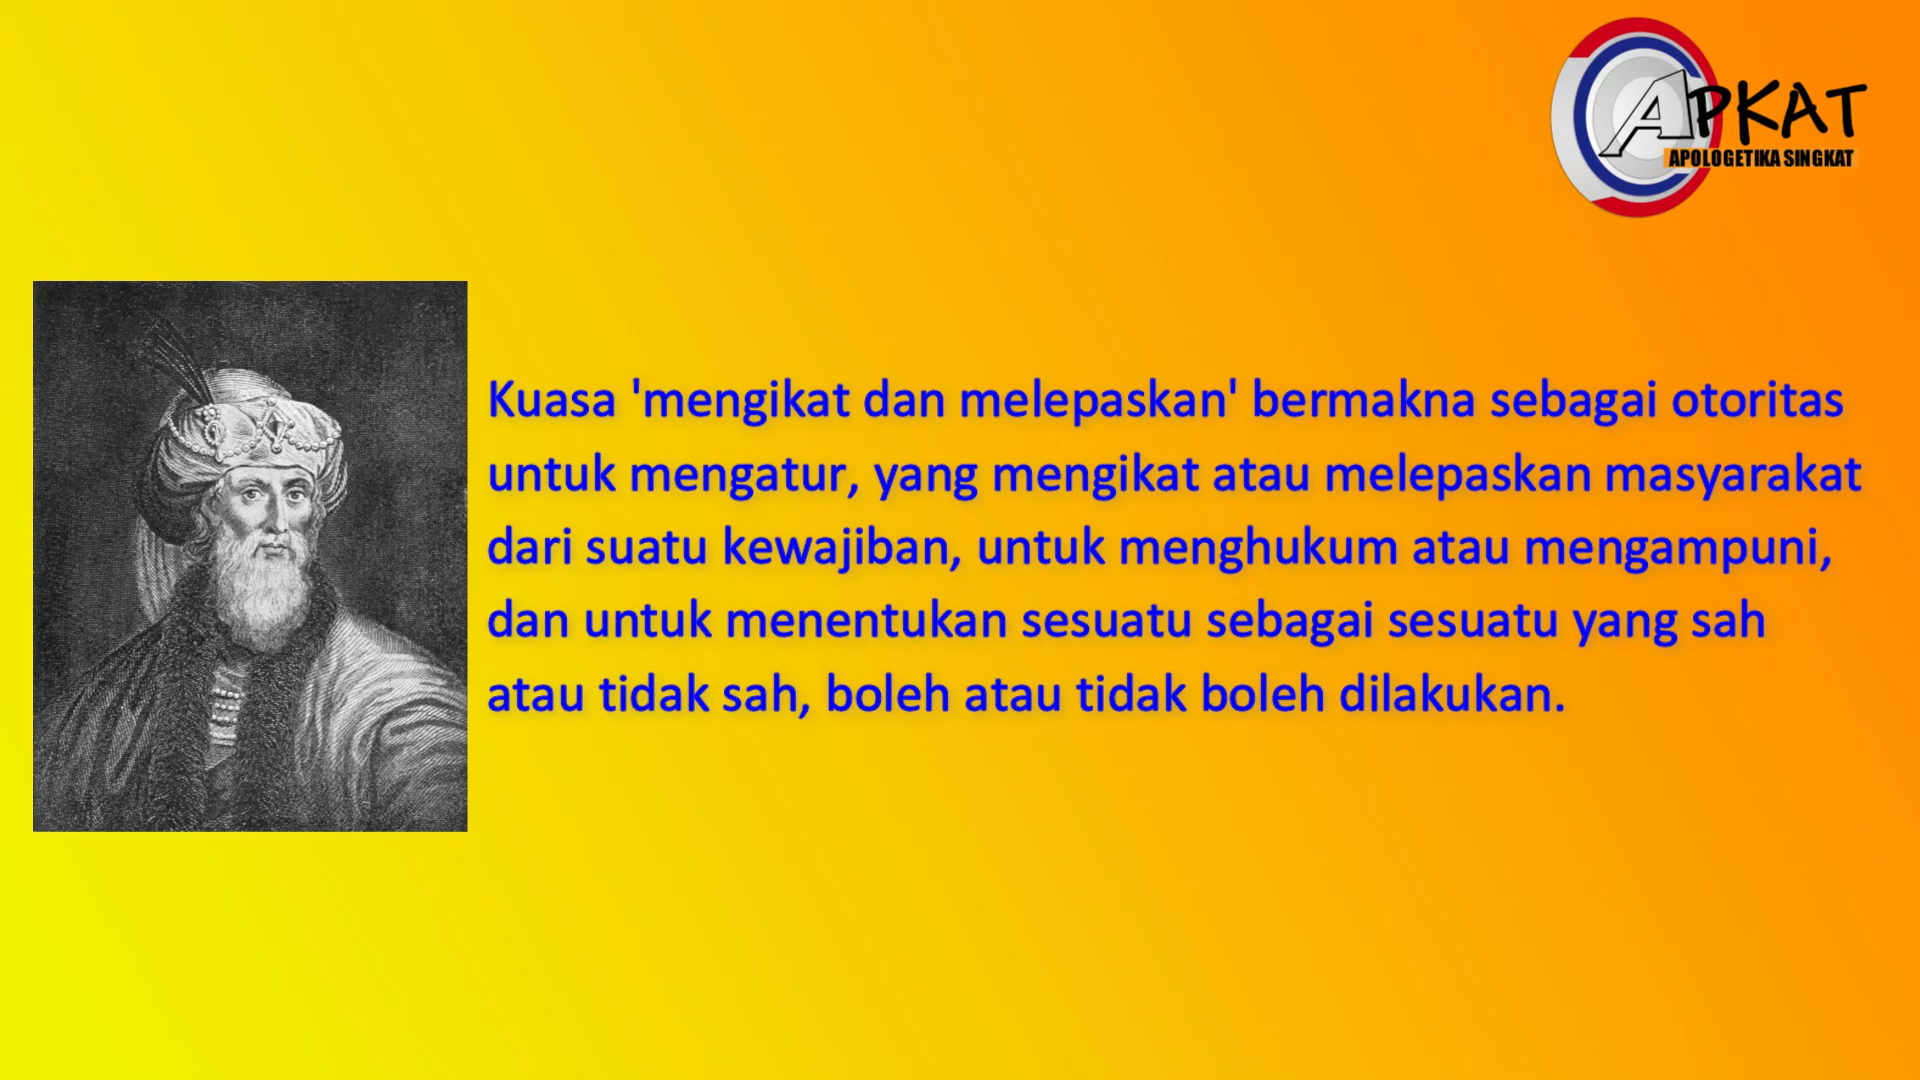 APKAT
APOLOGETIKA SINGKAT
Kuasa 'mengikat dan melepaskan' bermakna sebagai otoritas
untuk mengatur, yang mengikat atau melepaskan masyarakat
dari suatu kewajiban, untuk menghukum atau mengampuni,
dan untuk menentukan sesuatu sebagai sesuatu yang sah
atau tidak sah, boleh atau tidak boleh dilakukan.